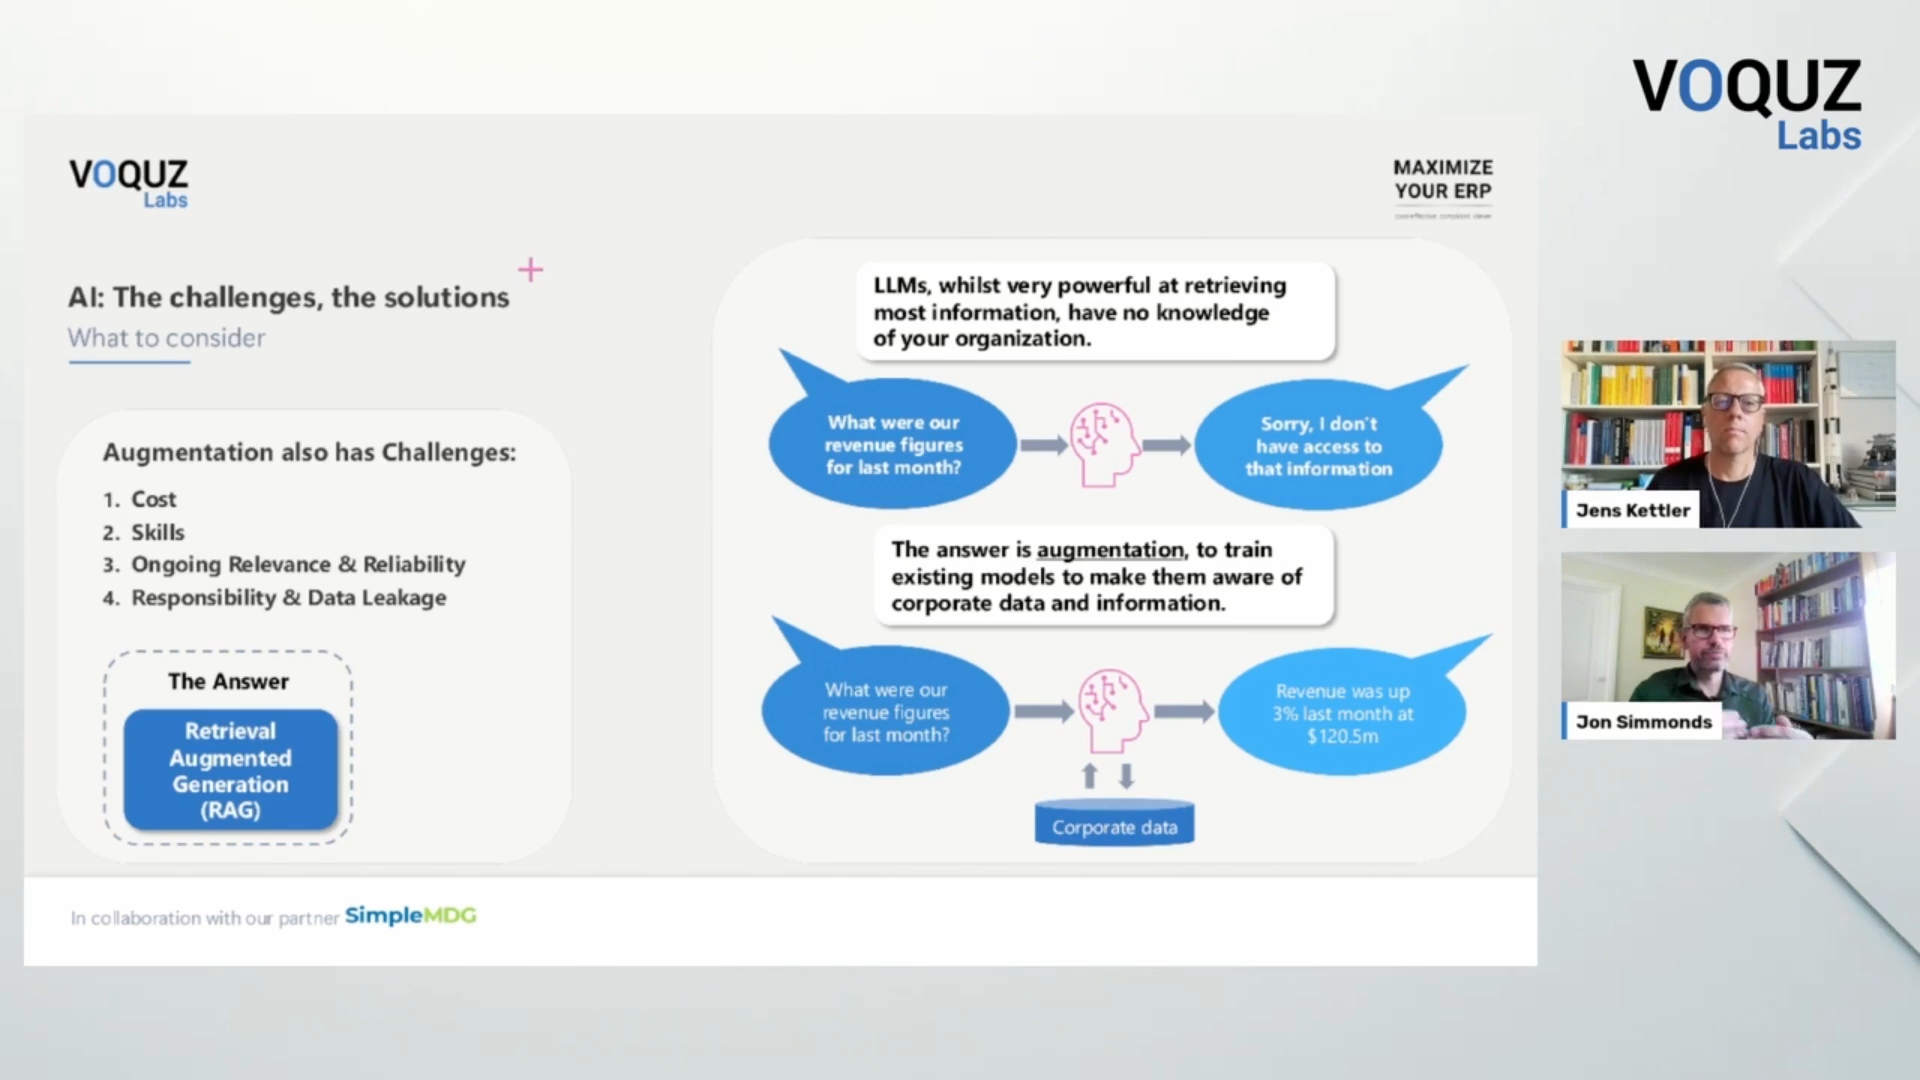 VOQUZ
Labs
VOQUZ
Labs
MAXIMIZE
YOUR ERP
AI: The challenges, the solutions
What to consider
Augmentation also has Challenges:
1. Cost
2. Skills
3. Ongoing Relevance & Reliability
4. Responsibility & Data Leakage
The Answer
Retrieval
Augmented
Generation
(RAG)
LLMs, whilst very powerful at retrieving
most information, have no knowledge
of your organization.
What were our
revenue figures
for last month?
Sorry, I don't
have access to
that information
The answer is augmentation, to train
existing models to make them aware of
corporate data and information.
What were our
revenue figures
for last month?
Revenue was up
3% last month at
$120.5m
Corporate data
In collaboration with our partner SimpleMDG
Jens Kettler
Jon Simmonds